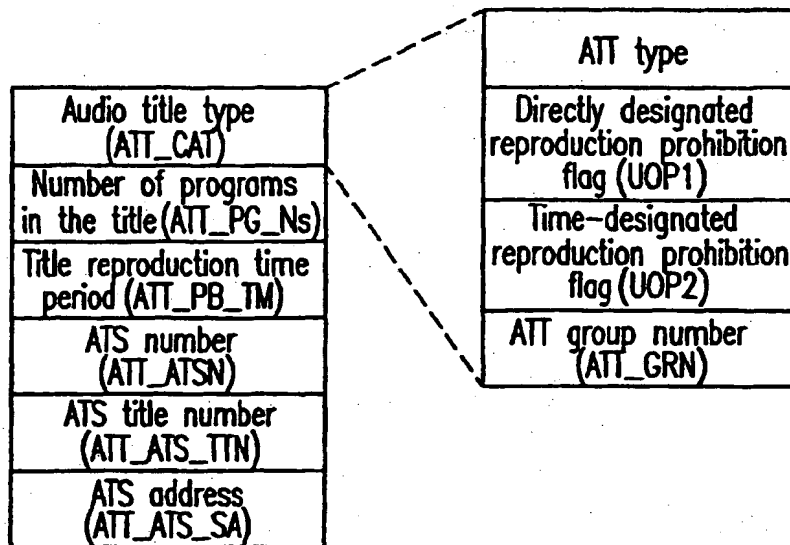 Audio title type
(ATT_CAT)
Number of programs
in the title (ATT_PG_Ns)
Title reproduction time
period (ATT_PB_TM)
ATS number
(ATT_ATSN)
ATS title number
(ATT_ATS_TTN)
ATS address
(ATT_ATS_SA)
ATT type
Directly designated
reproduction prohibition
flag (UOP1)
Time-designated
reproduction prohibition
flag (UOP2)
ATT group number
(ATT_GRN)